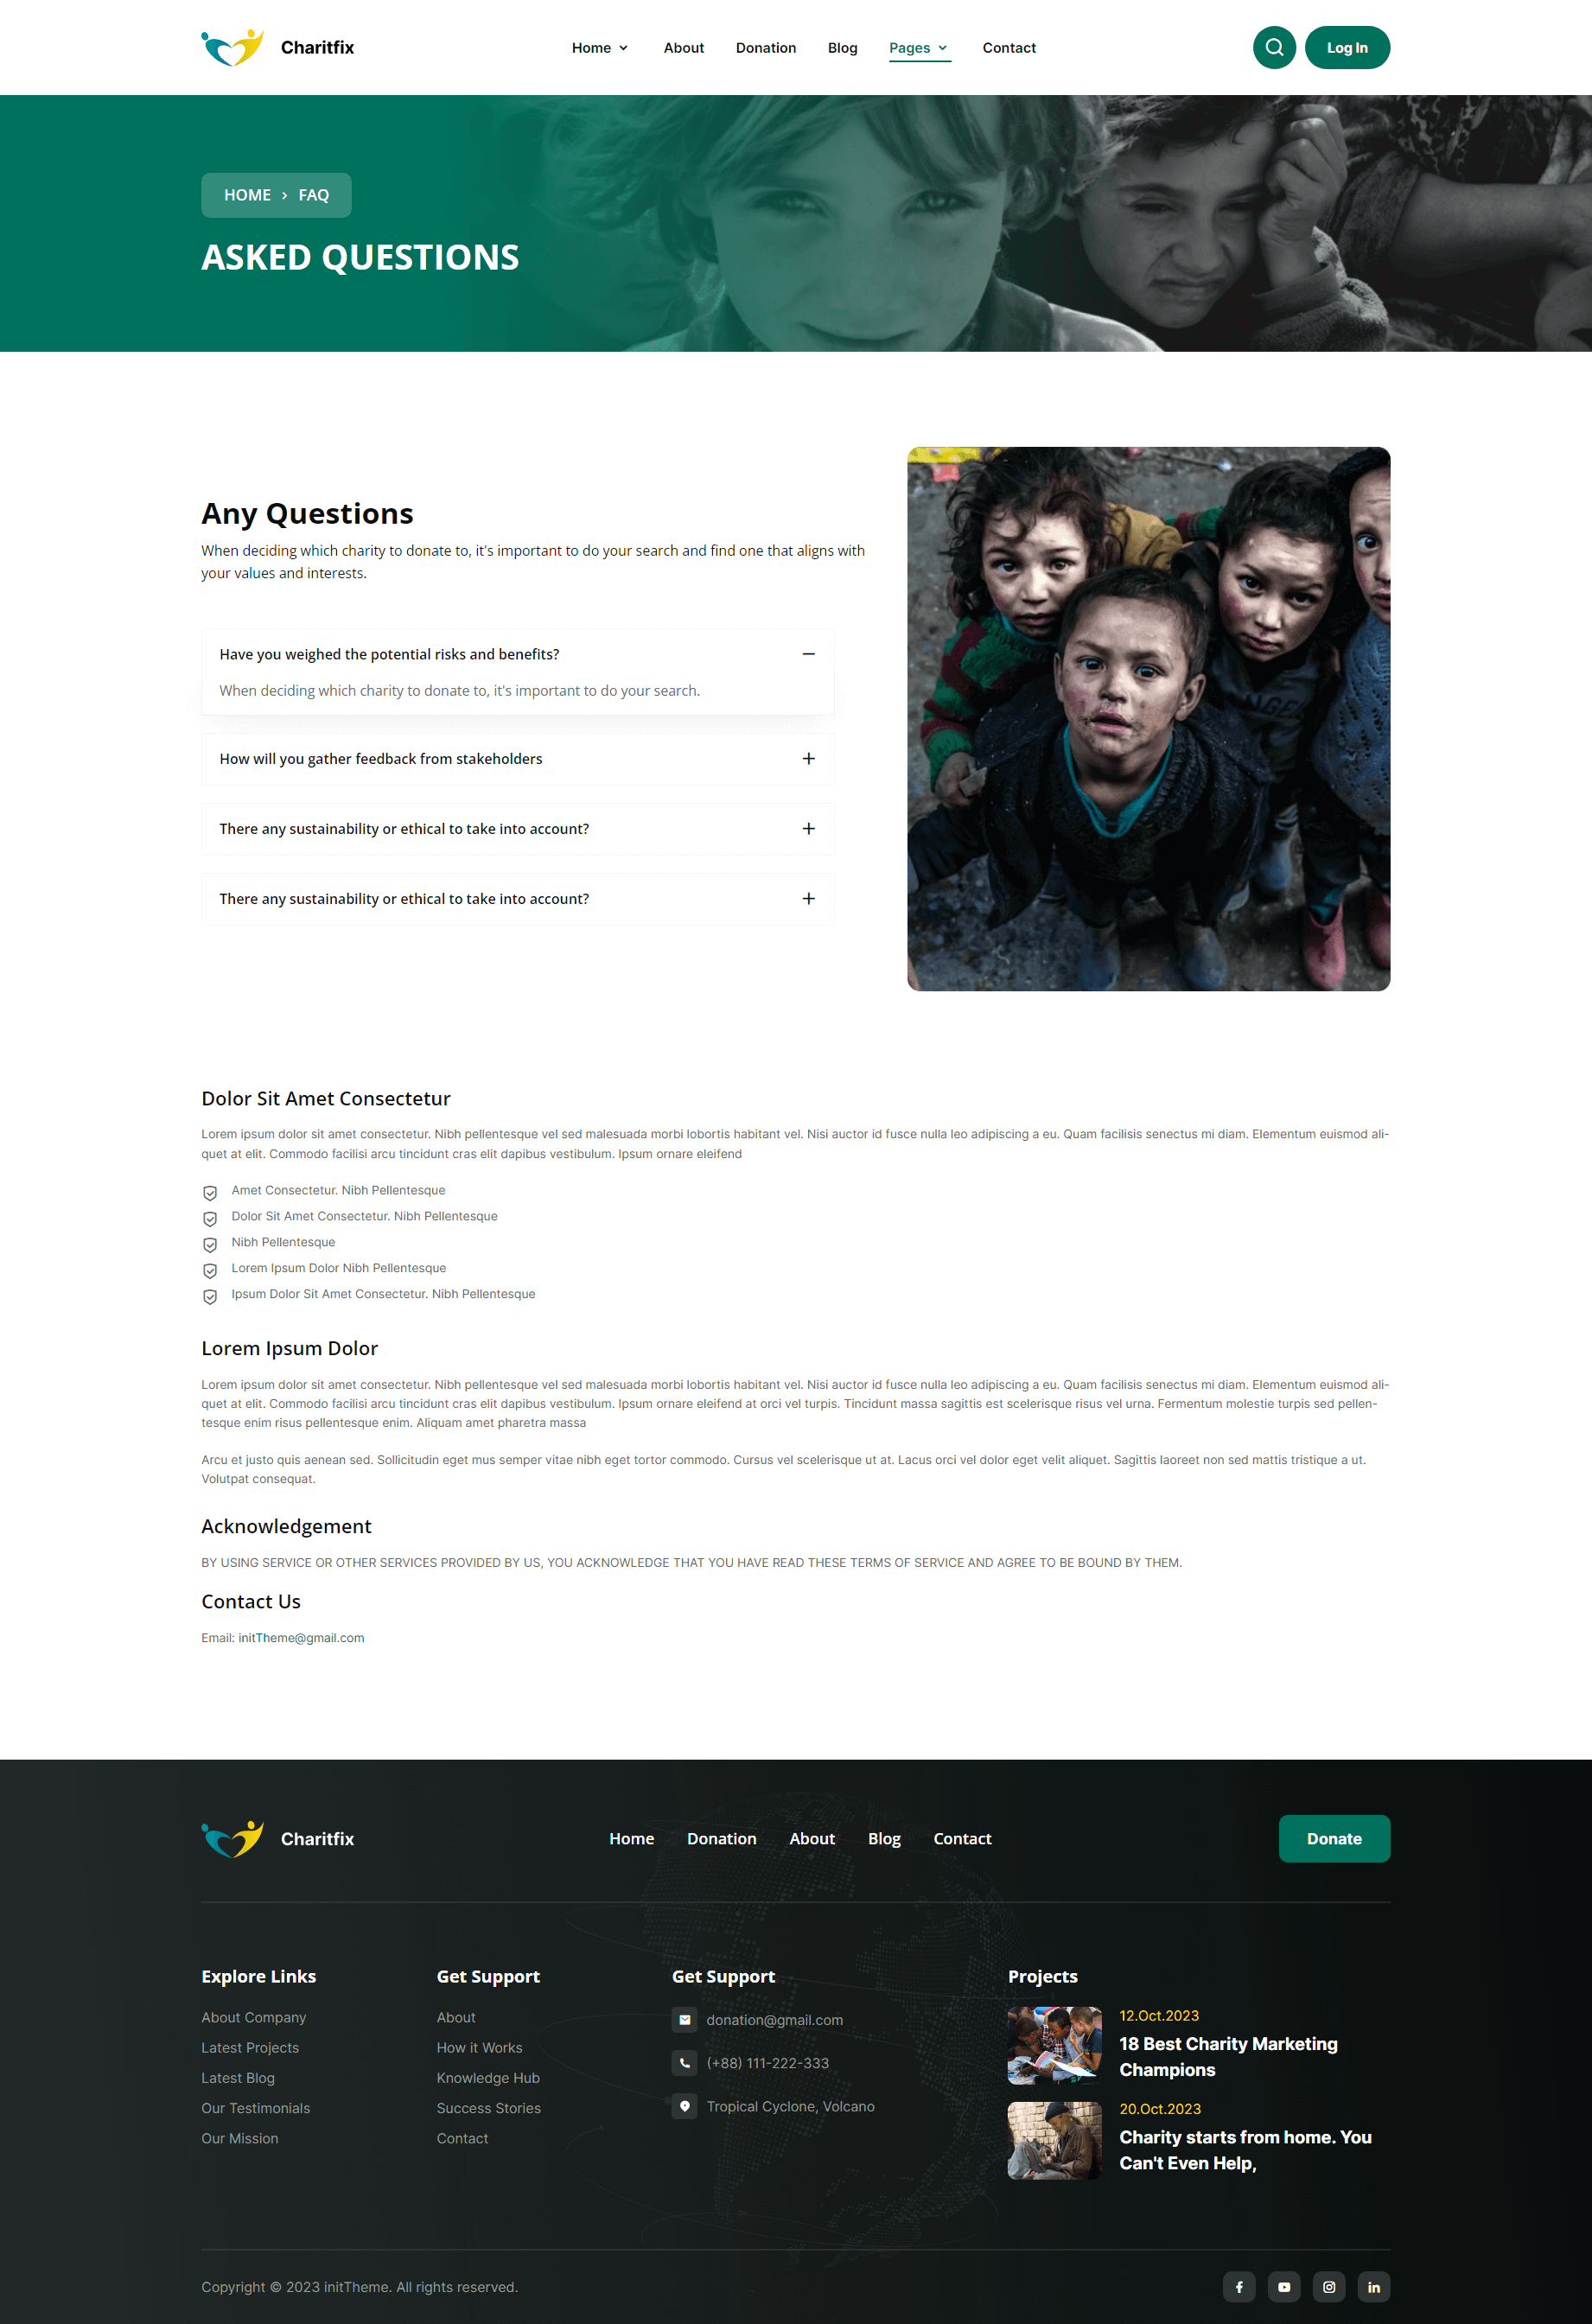 Charitfix
Home
About
Donation
Blog
Pages
Contact
Log In
HOME > FAQ
ASKED QUESTIONS
Any Questions
When deciding which charity to donate to, it's important to do your search and find one that aligns with
your values and interests.
Have you weighed the potential risks and benefits?
When deciding which charity to donate to, it's important to do your search.
How will you gather feedback from stakeholders
There any sustainability or ethical to take into account?
There any sustainability or ethical to take into account?
Dolor Sit Amet Consectetur
Lorem ipsum dolor sit amet consectetur. Nibh pellentesque vel sed malesuada morbi lobortis habitant vel. Nisi auctor id fusce nulla leo adipiscing a eu. Quam facilisis senectus mi diam. Elementum euismod ali-
quet at elit. Commodo facilisi arcu tincidunt cras elit dapibus vestibulum. Ipsum ornare eleifend
Amet Consectetur. Nibh Pellentesque
Dolor Sit Amet Consectetur. Nibh Pellentesque
Nibh Pellentesque
Lorem Ipsum Dolor Nibh Pellentesque
Ipsum Dolor Sit Amet Consectetur. Nibh Pellentesque
Lorem Ipsum Dolor
Lorem ipsum dolor sit amet consectetur. Nibh pellentesque vel sed malesuada morbi lobortis habitant vel. Nisi auctor id fusce nulla leo adipiscing a eu. Quam facilisis senectus mi diam. Elementum euismod ali-
quet at elit. Commodo facilisi arcu tincidunt cras elit dapibus vestibulum. Ipsum ornare eleifend at orci vel turpis. Tincidunt massa sagittis est scelerisque risus vel urna. Fermentum molestie turpis sed pellen-
tesque enim risus pellentesque enim. Aliquam amet pharetra massa
Arcu et justo quis aenean sed. Sollicitudin eget mus semper vitae nibh eget tortor commodo. Cursus vel scelerisque ut at. Lacus orci vel dolor eget velit aliquet. Sagittis laoreet non sed mattis tristique a ut.
Volutpat consequat.
Acknowledgement
BY USING SERVICE OR OTHER SERVICES PROVIDED BY US, YOU ACKNOWLEDGE THAT YOU HAVE READ THESE TERMS OF SERVICE AND AGREE TO BE BOUND BY THEM.
Contact Us
Email: initTheme@gmail.com
Charitfix
Home
Donation
About
Blog
Contact
Donate
Explore Links
About Company
Latest Projects
Latest Blog
Our Testimonials
Our Mission
Get Support
About
How it Works
Knowledge Hub
Success Stories
Contact
Get Support
donation@gmail.com
(+88) 111-222-333
Tropical Cyclone, Volcano
Projects
12.Oct.2023
18 Best Charity Marketing
Champions
20.Oct.2023
Charity starts from home. You
Can't Even Help,
Copyright © 2023 initTheme. All rights reserved.